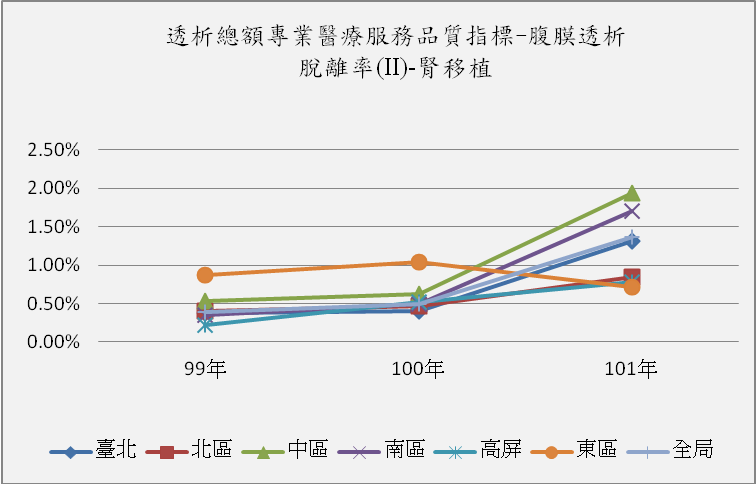 透析總額專業醫療服務品質指標-腹膜透析
脫離率(II)-腎移植
2.50%
2.00%
1.50%
1.00%
0.50%
0.00%
99年 100年 101年
臺北 北區 中區 南區 高屏 東區 全局